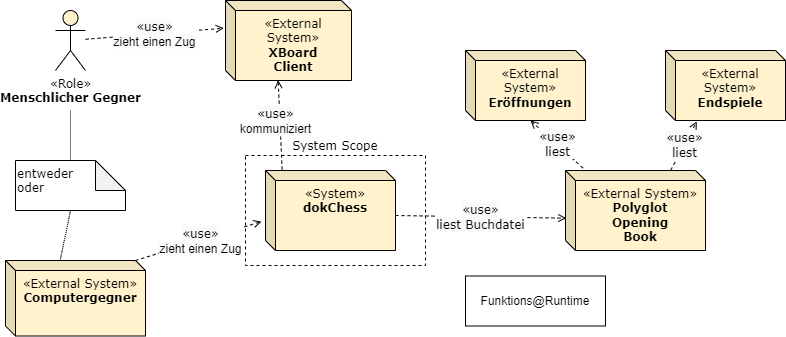 «use»
zieht einen Zug
«External
System»
XBoard
Client
«Role»
Menschlicher Gegner
«External
System»
Eröffnungen
«External
System»
Endspiele
«use»
kommuniziert
«use»
liest
«use»
liest
System Scope
entweder
oder
«System»
dokChess
«use»
liest Buchdatei
«External System»
Polyglot
Opening
Book
«use»
zieht einen Zug
«External System»
Computergegner
Funktions@Runtime